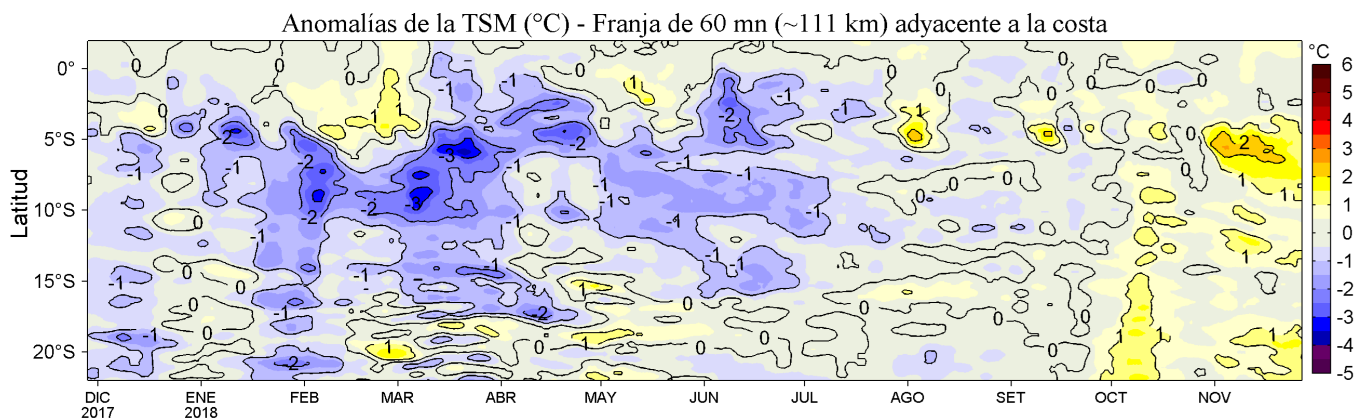 Anomalías de la TSM (°C) - Franja de 60 mn (~111 km) adyacente a la costa
°C
Latitud
0°
5°S
10°S
15°S
20°S
DIC ENE FEB MAR ABR MAY JUN JUL AGO SET OCT NOV
2017 2018
6
5
4
3
2
1
0
-1
-2
-3
-4
-5